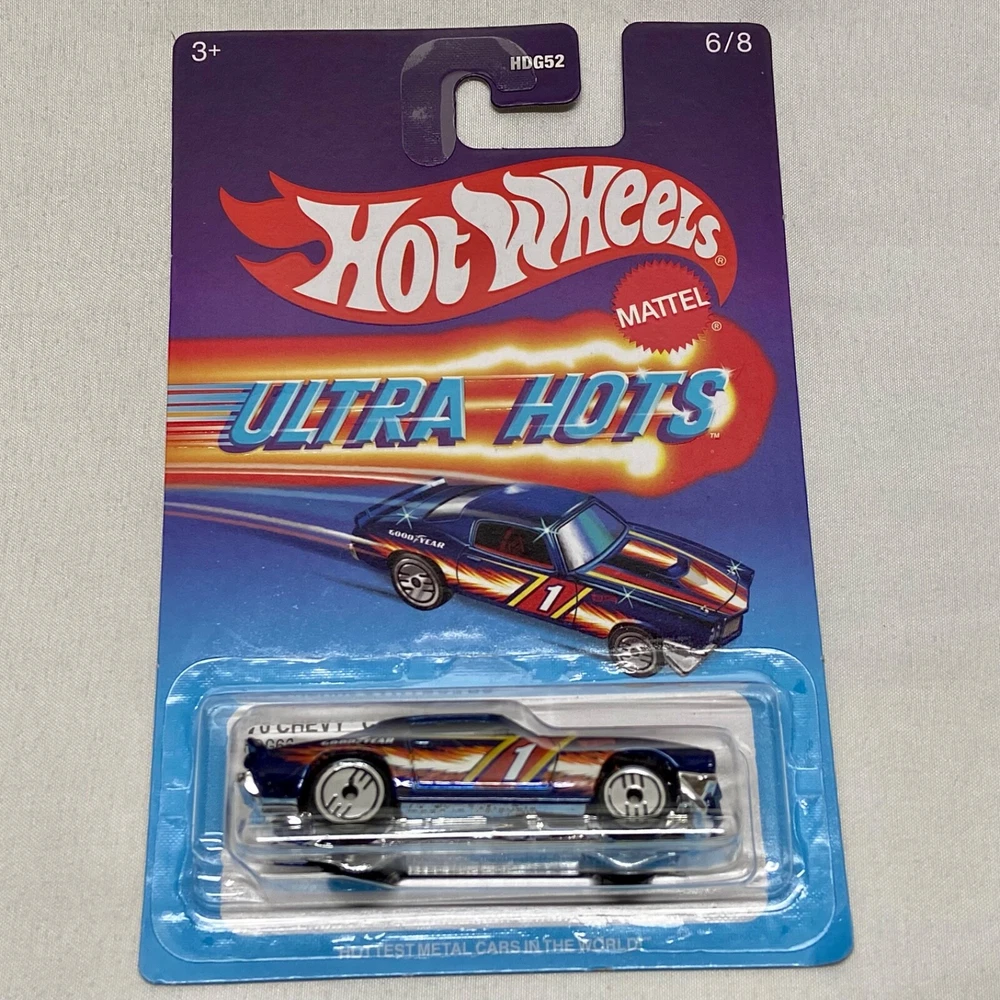 3+
HDG52
6/8
HOT WHEELS®
MATTEL®
ULTRA HOTS™
GOODYEAR
1
70 CHEVY
GOODYEAR
1
HOTTEST METAL CARS IN THE WORLD!